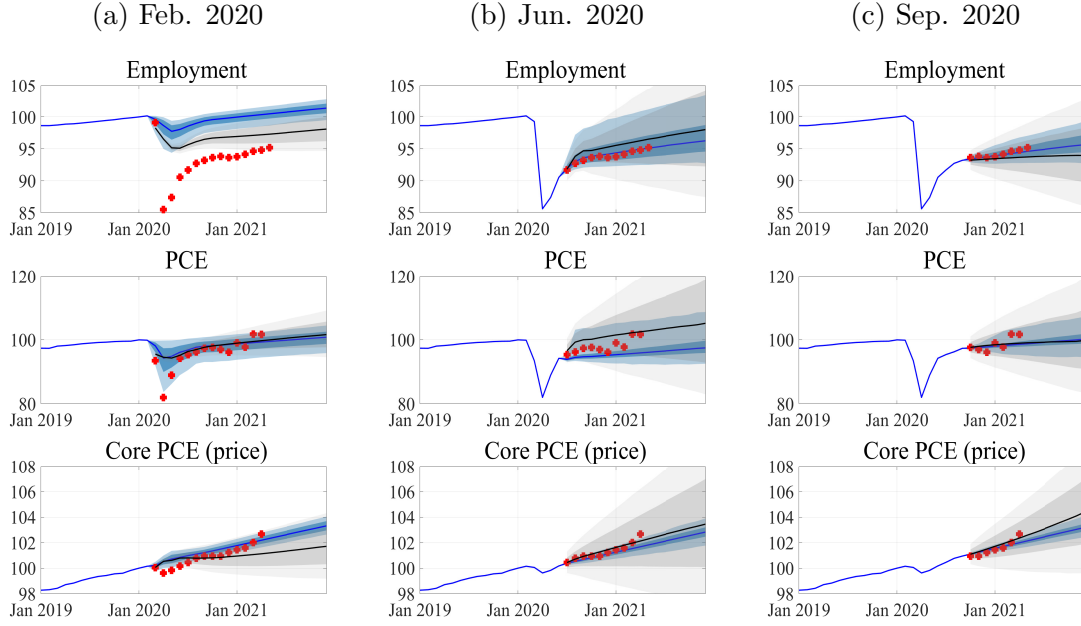 (a) Feb. 2020
(b) Jun. 2020
(c) Sep. 2020
Employment
105
100
95
90
85
Jan 2019
Jan 2020
Jan 2021
Employment
105
100
95
90
85
Jan 2019
Jan 2020
Jan 2021
Employment
105
100
95
90
85
Jan 2019
Jan 2020
Jan 2021
PCE
120
100
80
Jan 2019
Jan 2020
Jan 2021
PCE
120
100
80
Jan 2019
Jan 2020
Jan 2021
PCE
120
100
80
Jan 2019
Jan 2020
Jan 2021
Core PCE (price)
108
106
104
102
100
98
Jan 2019
Jan 2020
Jan 2021
Core PCE (price)
108
106
104
102
100
98
Jan 2019
Jan 2020
Jan 2021
Core PCE (price)
108
106
104
102
100
98
Jan 2019
Jan 2020
Jan 2021